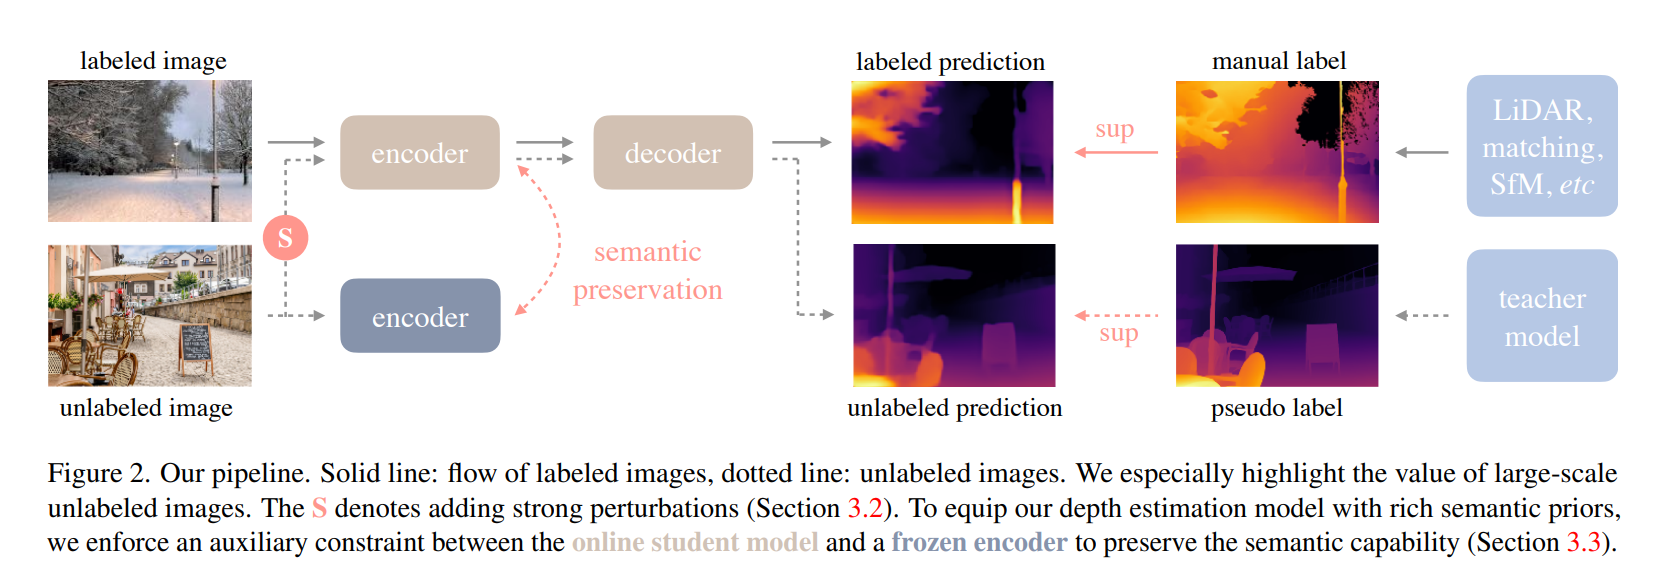 labeled image
labeled prediction
manual label
encoder
decoder
sup
LiDAR,
matching,
SfM, etc
S
semantic
preservation
encoder
sup
teacher
model
unlabeled image
unlabeled prediction
pseudo label
Figure 2. Our pipeline. Solid line: flow of labeled images, dotted line: unlabeled images. We especially highlight the value of large-scale
unlabeled images. The S denotes adding strong perturbations (Section 3.2). To equip our depth estimation model with rich semantic priors,
we enforce an auxiliary constraint between the online student model and a frozen encoder to preserve the semantic capability (Section 3.3).